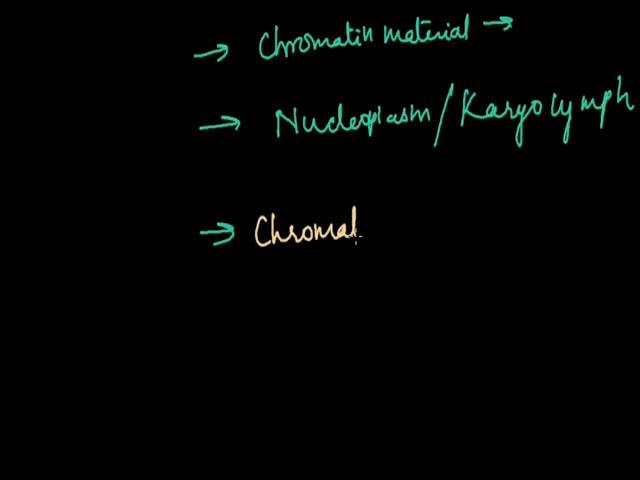 → Chromatin material →
→ Nucleoplasm / Karyolymph
→ Chromat